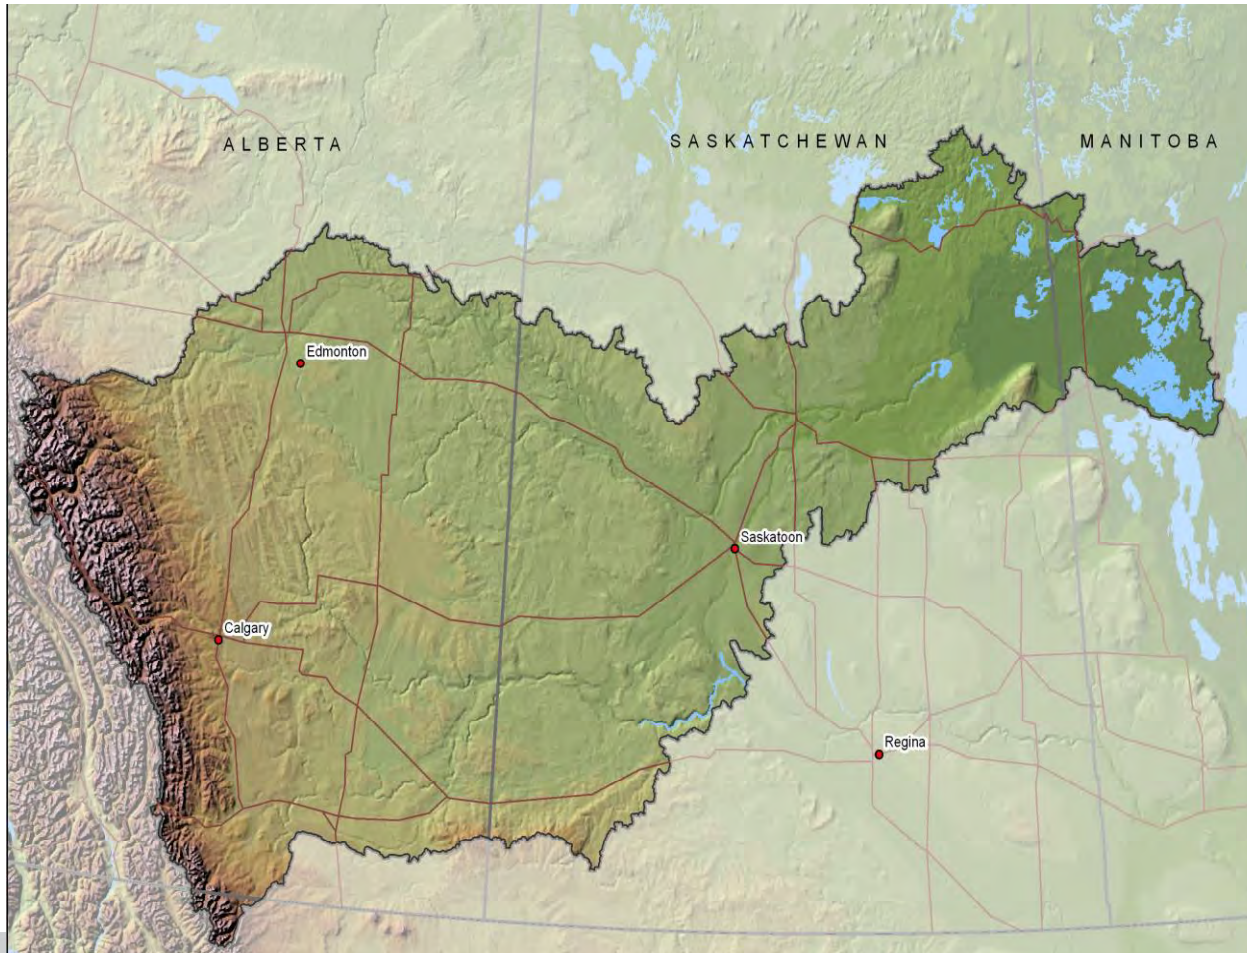 ALBERTA
SASKATCHEWAN
MANITOBA
Edmonton
Saskatoon
Calgary
Regina